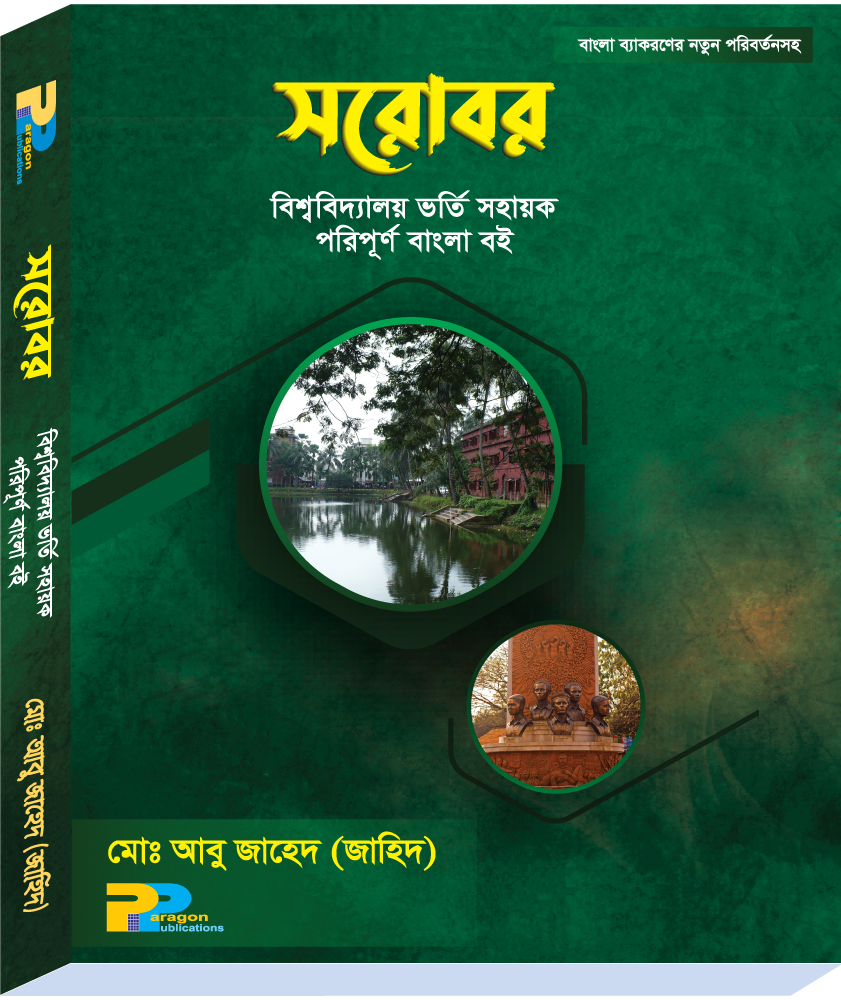 বাংলা ব্যাকরণের নতুন পরিবর্তনসহ
সরোবর
বিশ্ববিদ্যালয় ভর্তি সহায়ক
পরিপূর্ণ বাংলা বই
মোঃ আবু জাহেদ (জাহিদ)
Paragon
Publications
Paragon
Publications
সরোবর
বিশ্ববিদ্যালয় ভর্তি সহায়ক
পরিপূর্ণ বাংলা বই
মোঃ আবু জাহেদ (জাহিদ)